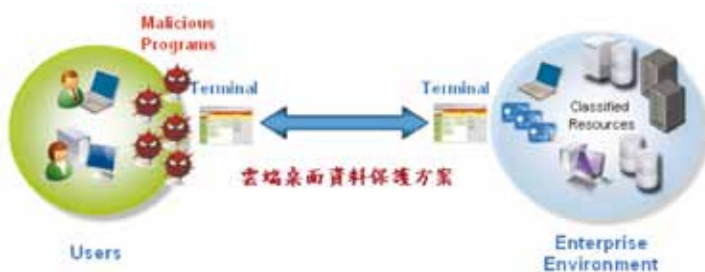 Malicious
Programs
Terminal
Terminal
Classified
Resources
雲端桌面資料保護方案
Users
Enterprise
Environment